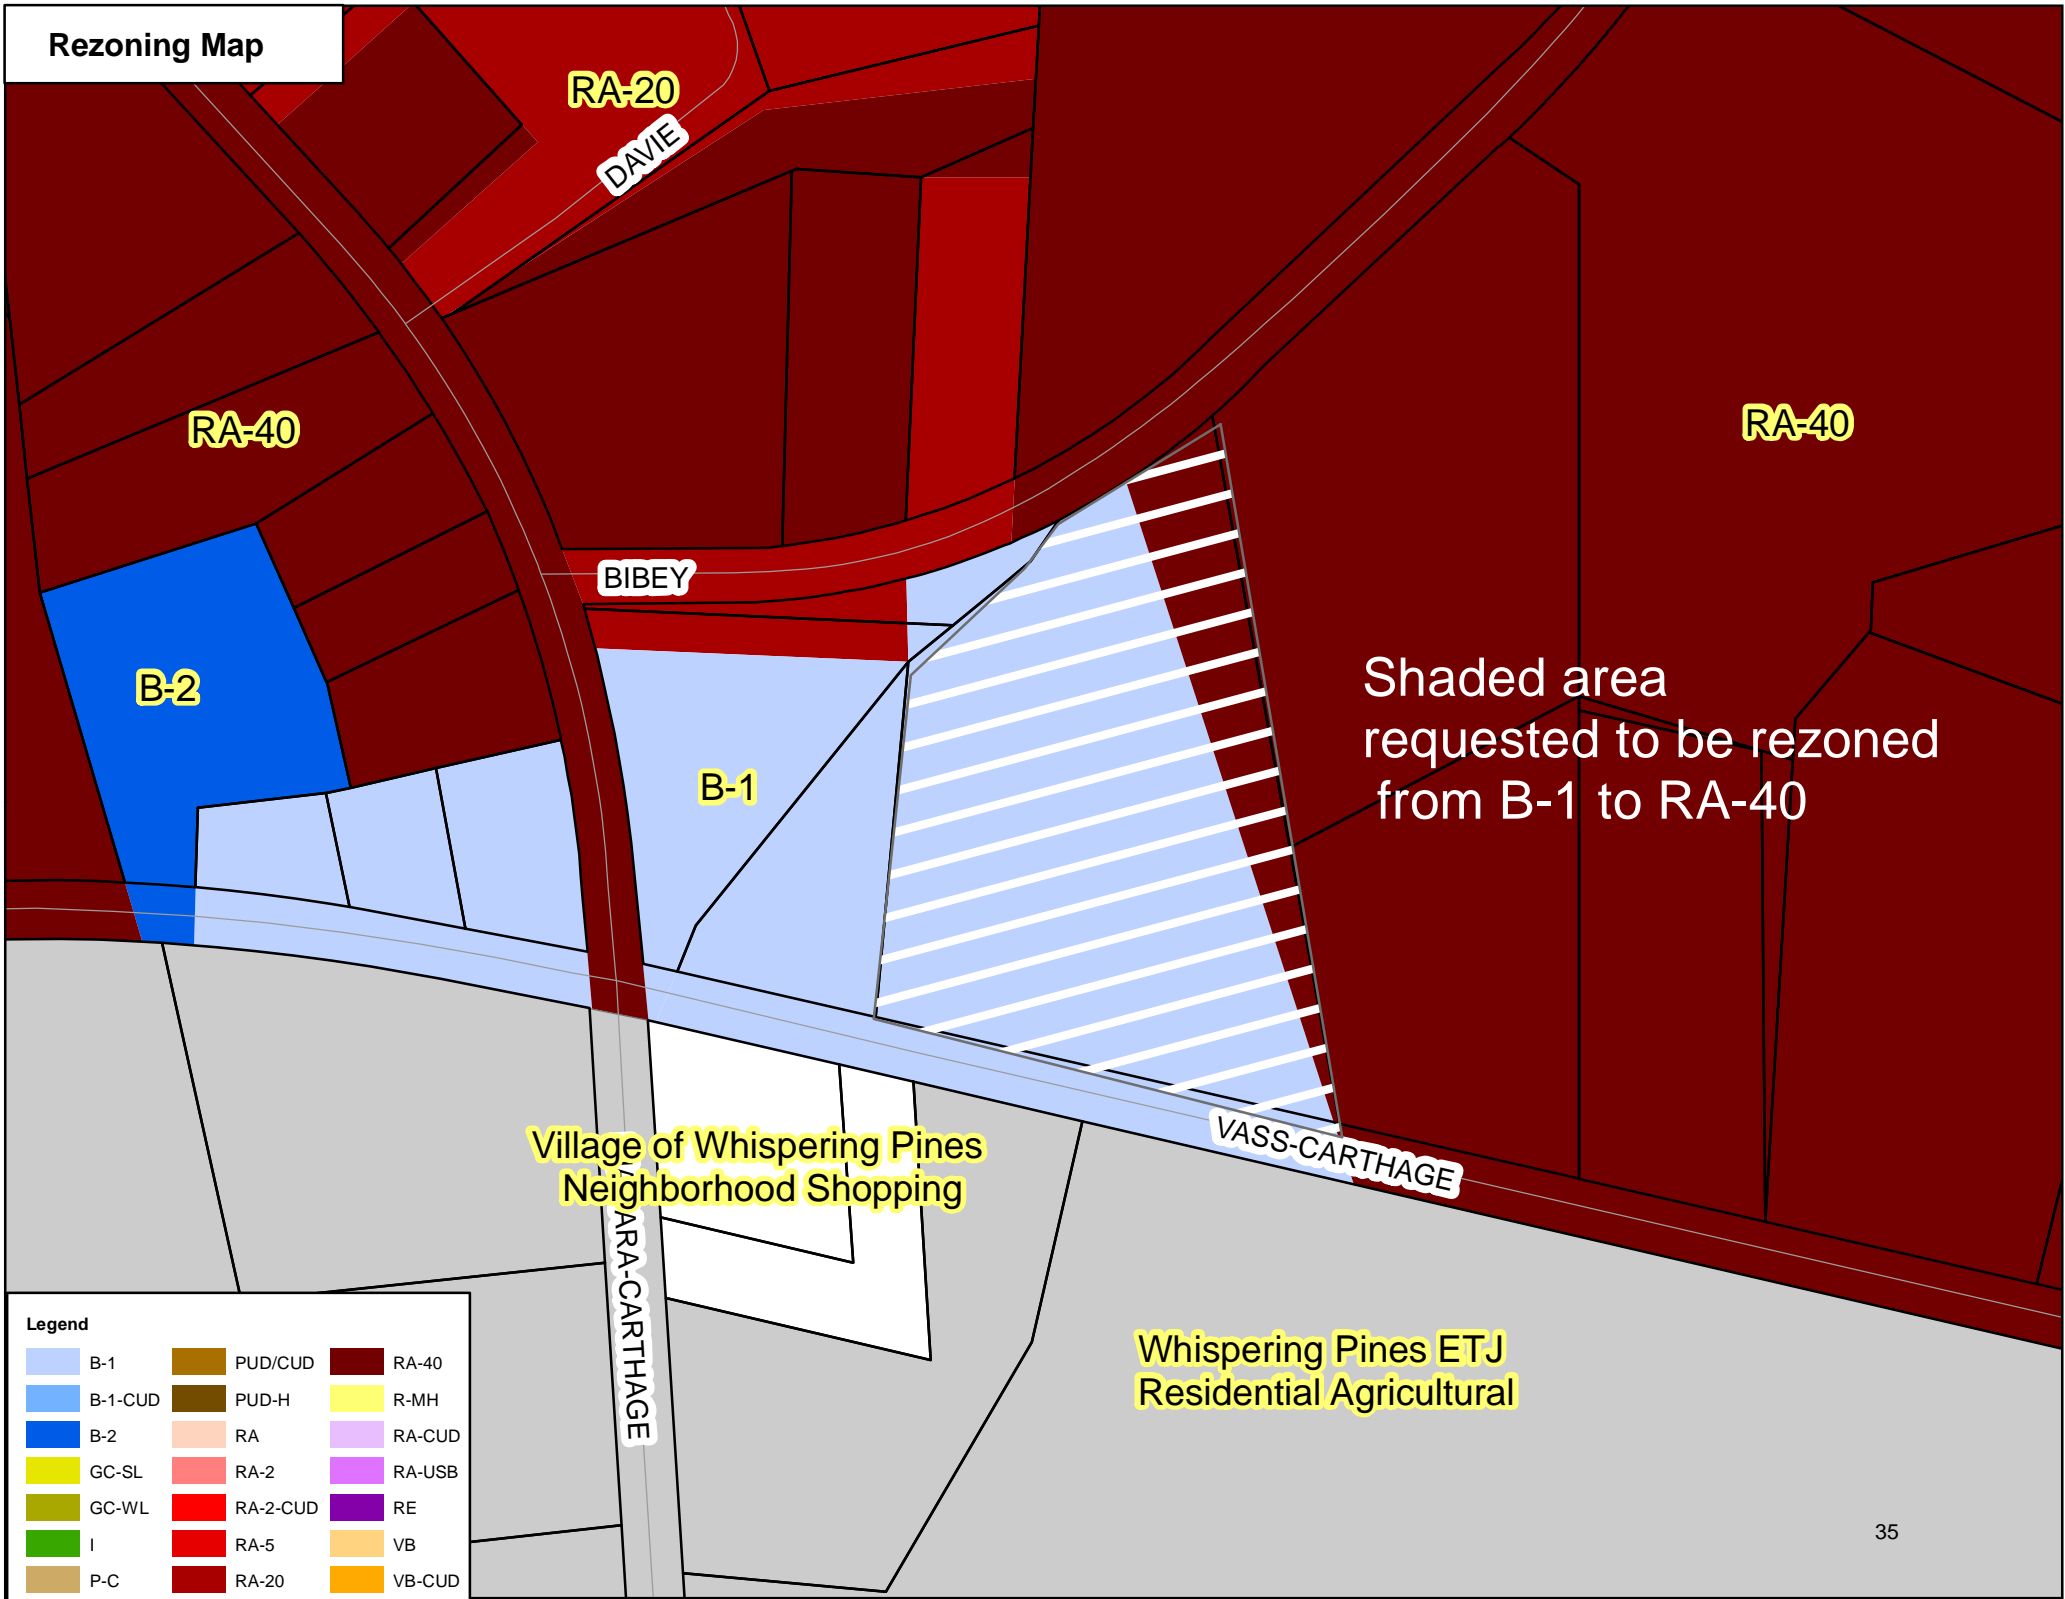 Rezoning Map
RA-20
DAVIE
RA-40
RA-40
BIBEY
B-2
B-1
Shaded area
requested to be rezoned
from B-1 to RA-40
VASS-CARTHAGE
Village of Whispering Pines
Neighborhood Shopping
ARA-CARTHAGE
Whispering Pines ETJ
Residential Agricultural
Legend
B-1
B-1-CUD
B-2
GC-SL
GC-WL
I
P-C
PUD/CUD
PUD-H
RA
RA-2
RA-2-CUD
RA-5
RA-20
RA-40
R-MH
RA-CUD
RA-USB
RE
VB
VB-CUD
35